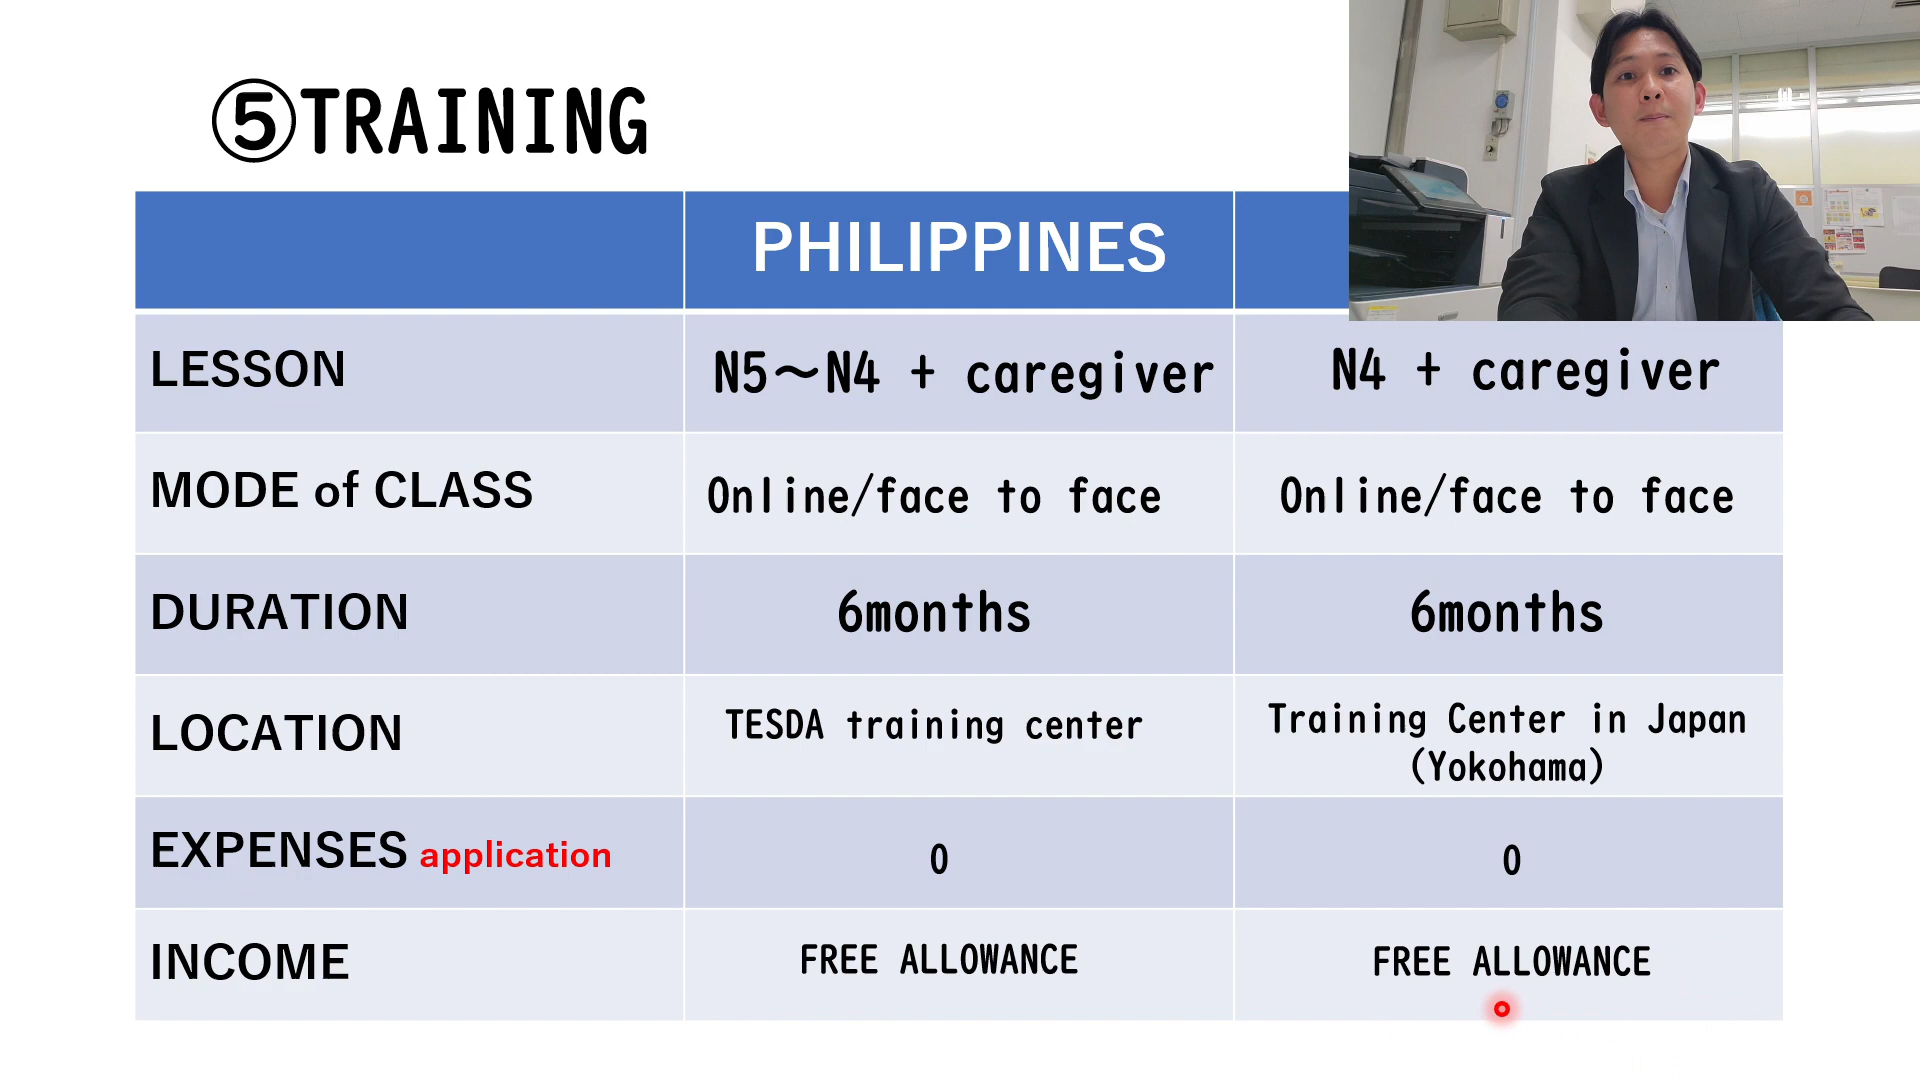 ⑤TRAINING
PHILIPPINES
LESSON
N5～N4 + caregiver
N4 + caregiver
MODE of CLASS
Online/face to face
Online/face to face
DURATION
6months
6months
LOCATION
TESDA training center
Training Center in Japan
(Yokohama)
EXPENSES application
0
0
INCOME
FREE ALLOWANCE
FREE ALLOWANCE